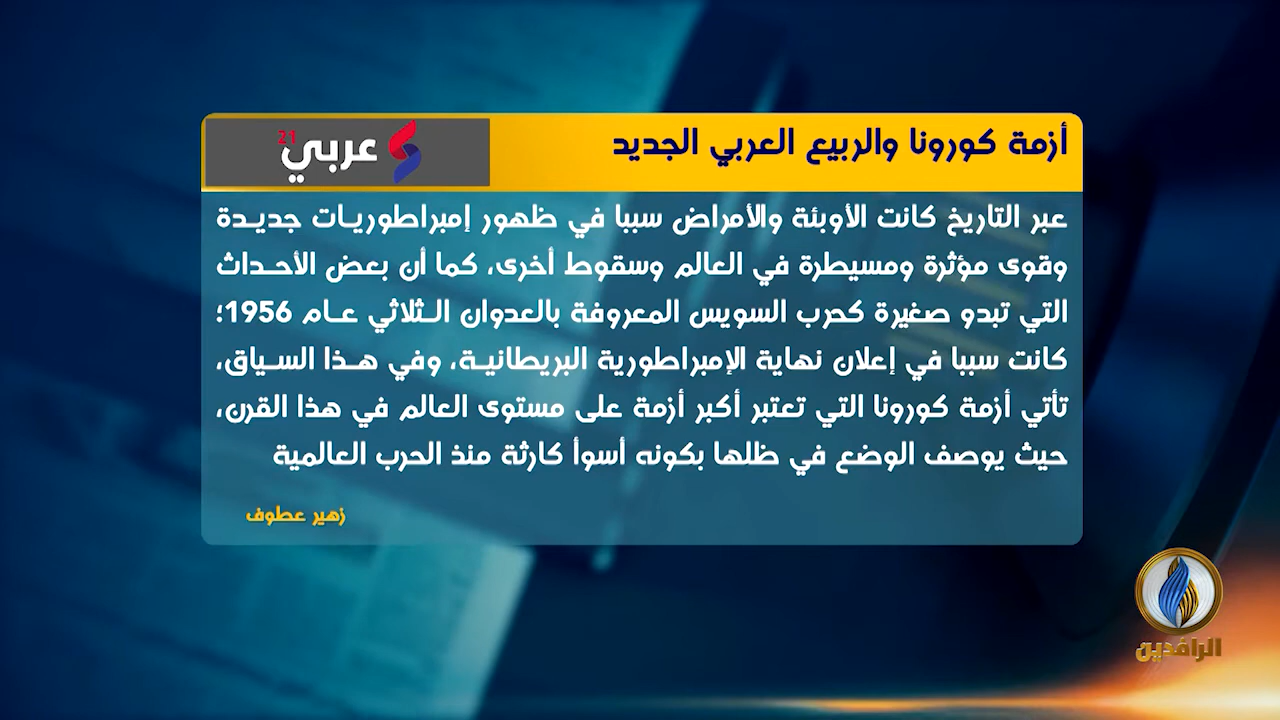 أزمة كورونا والربيع العربي الجديد
عربي 21
عبر التاريخ كانت الأوبئة والأمراض سببا في ظهور إمبراطوريات جديدة
وقوى مؤثرة ومسيطرة في العالم وسقوط أخرى، كما أن بعض الأحداث
التي تبدو صغيرة كحرب السويس المعروفة بالعدوان الثلاثي عام 1956؛
كانت سببا في إعلان نهاية الإمبراطورية البريطانية، وفي هذا السياق،
تأتي أزمة كورونا التي تعتبر أكبر أزمة على مستوى العالم في هذا القرن،
حيث يوصف الوضع في ظلها بكونه أسوأ كارثة منذ الحرب العالمية
زهير عطوف
الرافدين